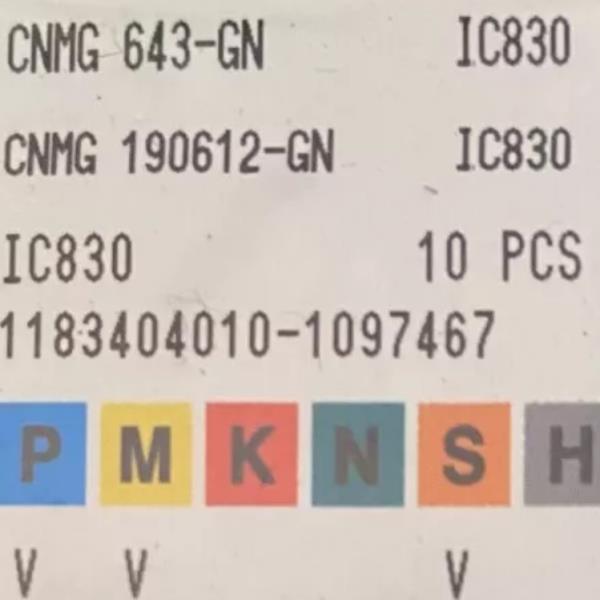 CNMG 643-GN IC830
CNMG 190612-GN IC830
IC830 10 PCS
1183404010-1097467
P M K N S H
V V V